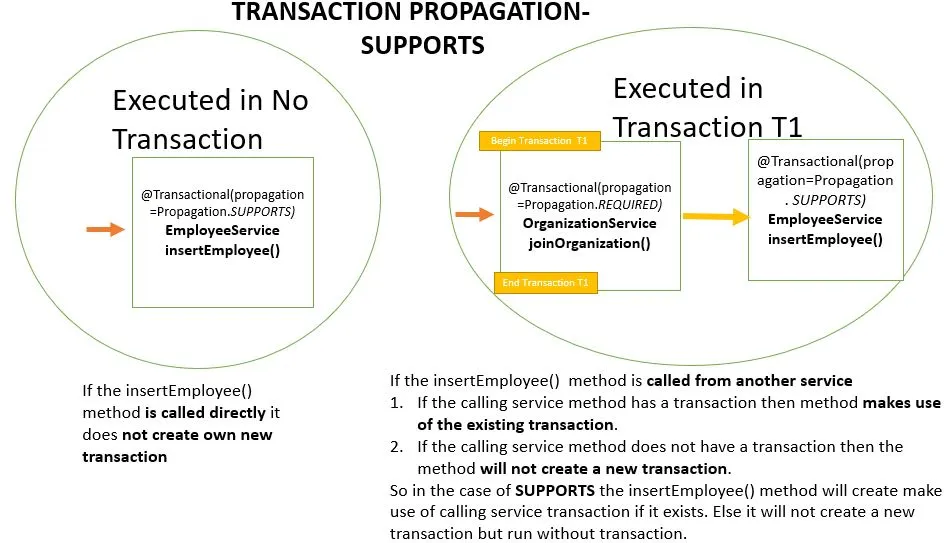 TRANSACTION PROPAGATION-
SUPPORTS
Executed in No
Transaction
@Transactional(propagation
=Propagation.SUPPORTS)
EmployeeService
insertEmployee()
If the insertEmployee()
method is called directly it
does not create own new
transaction
Executed in
Transaction T1
Begin Transaction T1
@Transactional(propagation
=Propagation.REQUIRED)
OrganizationService
joinOrganization()
End Transaction T1
@Transactional(prop
agation=Propagation
. SUPPORTS)
EmployeeService
insertEmployee()
If the insertEmployee() method is called from another service
1. If the calling service method has a transaction then method makes use
of the existing transaction.
2. If the calling service method does not have a transaction then the
method will not create a new transaction.
So in the case of SUPPORTS the insertEmployee() method will create make
use of calling service transaction if it exists. Else it will not create a new
transaction but run without transaction.